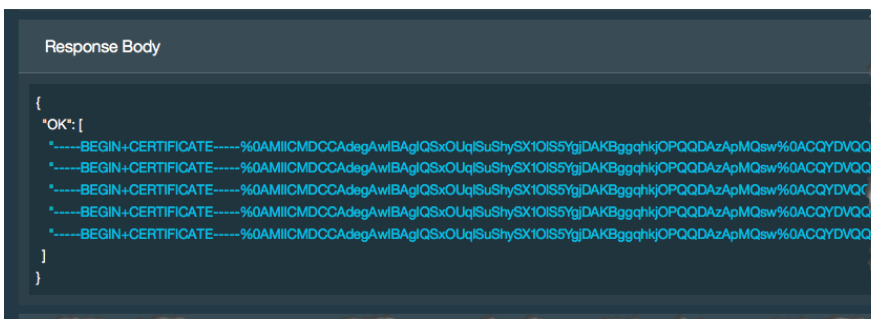 Response Body
{
"OK": [
"-----BEGIN+CERTIFICATE-----%0AMIICMDCCAdegAwIBAgIQSxOUqISuShySX1OIS5YgjDAKBggqhkjOPQQDAzApMQsw%0ACQYDVQQ
"-----BEGIN+CERTIFICATE-----%0AMIICMDCCAdegAwIBAgIQSxOUqISuShySX1OIS5YgjDAKBggqhkjOPQQDAzApMQsw%0ACQYDVQQ
"-----BEGIN+CERTIFICATE-----%0AMIICMDCCAdegAwIBAgIQSxOUqISuShySX1OIS5YgjDAKBggqhkjOPQQDAzApMQsw%0ACQYDVQQ
"-----BEGIN+CERTIFICATE-----%0AMIICMDCCAdegAwIBAgIQSxOUqISuShySX1OIS5YgjDAKBggqhkjOPQQDAzApMQsw%0ACQYDVQQ
"-----BEGIN+CERTIFICATE-----%0AMIICMDCCAdegAwIBAgIQSxOUqISuShySX1OIS5YgjDAKBggqhkjOPQQDAzApMQsw%0ACQYDVQQ
]
}